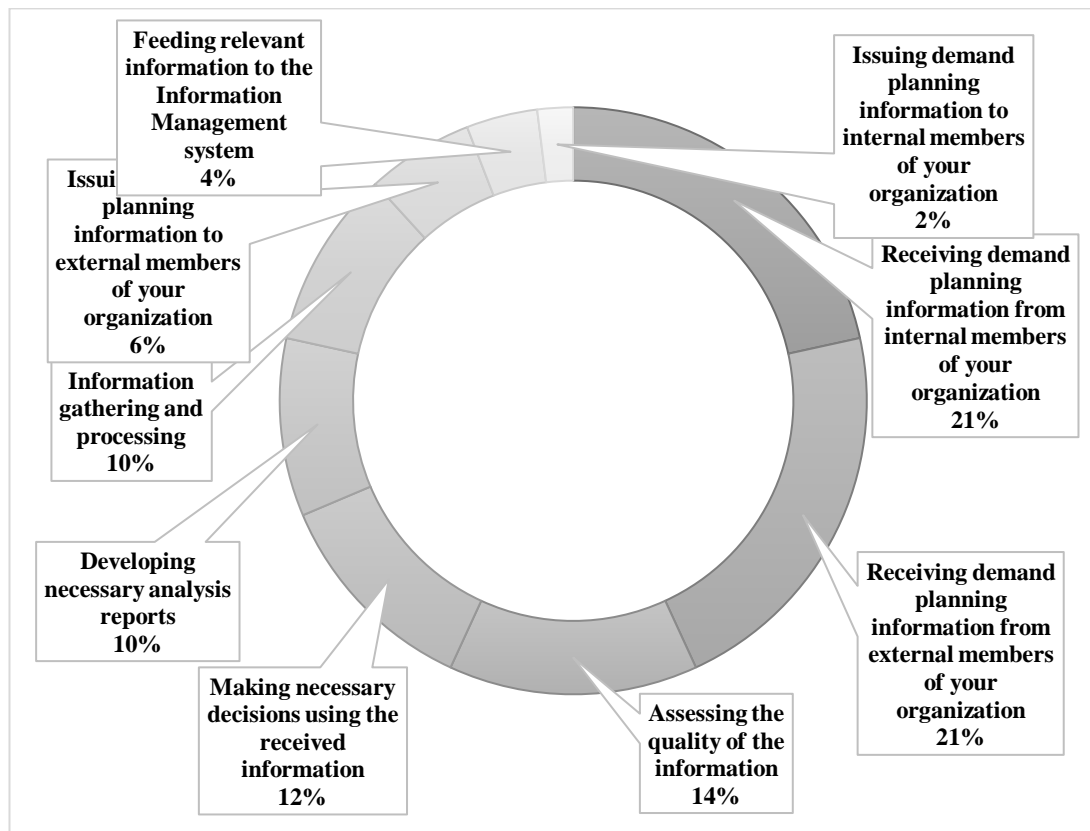 Feeding relevant
information to the
Information
Management
system
4%
Issuing demand
planning
information to
internal members
of your
organization
2%
Receiving demand
planning
information from
internal members
of your
organization
21%
Receiving demand
planning
information from
external members
of your
organization
21%
Assessing the
quality of the
information
14%
Making necessary
decisions using the
received
information
12%
Developing
necessary analysis
reports
10%
Information
gathering and
processing
10%
planning
information to
external members
of your
organization
6%